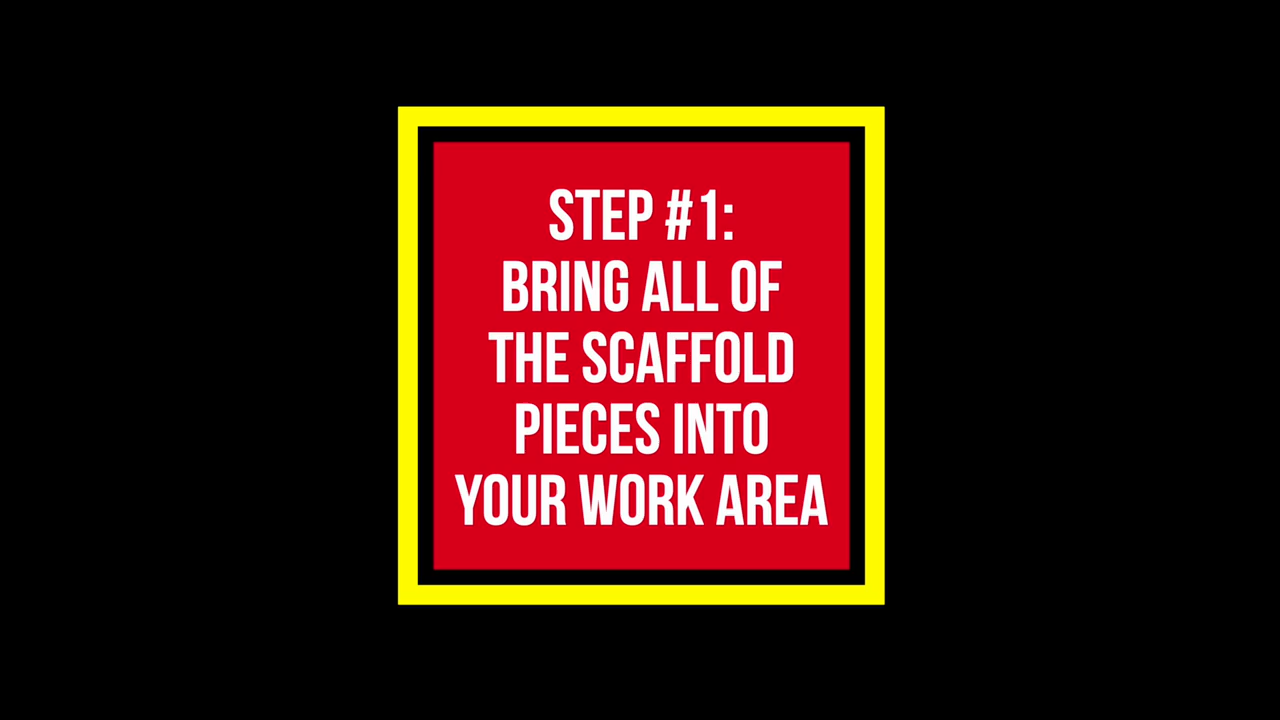 STEP #1:
BRING ALL OF
THE SCAFFOLD
PIECES INTO
YOUR WORK AREA